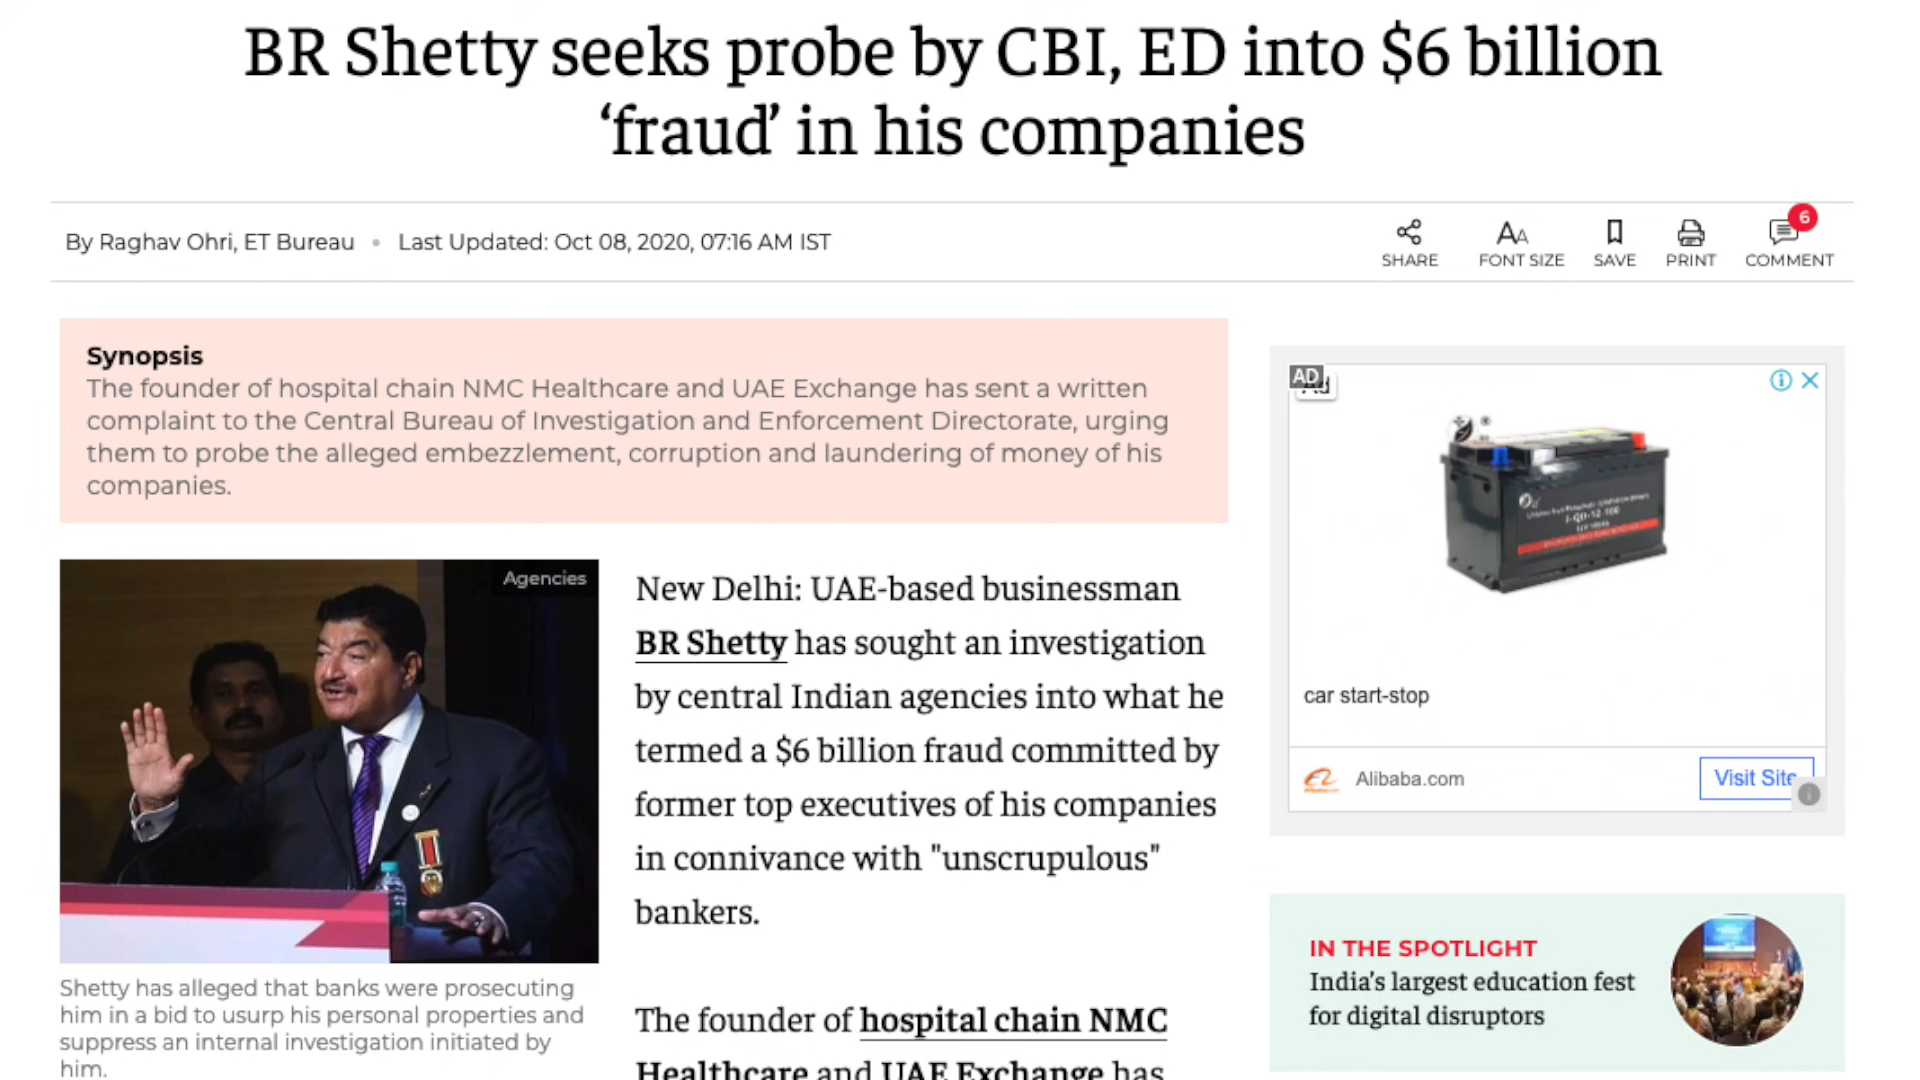 BR Shetty seeks probe by CBI, ED into $6 billion
‘fraud’ in his companies
By Raghav Ohri, ET Bureau • Last Updated: Oct 08, 2020, 07:16 AM IST
SHARE
FONT SIZE
SAVE
PRINT
6
COMMENT
Synopsis
The founder of hospital chain NMC Healthcare and UAE Exchange has sent a written
complaint to the Central Bureau of Investigation and Enforcement Directorate, urging
them to probe the alleged embezzlement, corruption and laundering of money of his
companies.
Agencies
Shetty has alleged that banks were prosecuting
him in a bid to usurp his personal properties and
suppress an internal investigation initiated by
him.
New Delhi: UAE-based businessman
BR Shetty has sought an investigation
by central Indian agencies into what he
termed a $6 billion fraud committed by
former top executives of his companies
in connivance with "unscrupulous"
bankers.
The founder of hospital chain NMC
Healthcare and UAE Exchange has
AD
Ad
J-QD-12-100
car start-stop
Alibaba.com
Visit Site
IN THE SPOTLIGHT
India's largest education fest
for digital disruptors